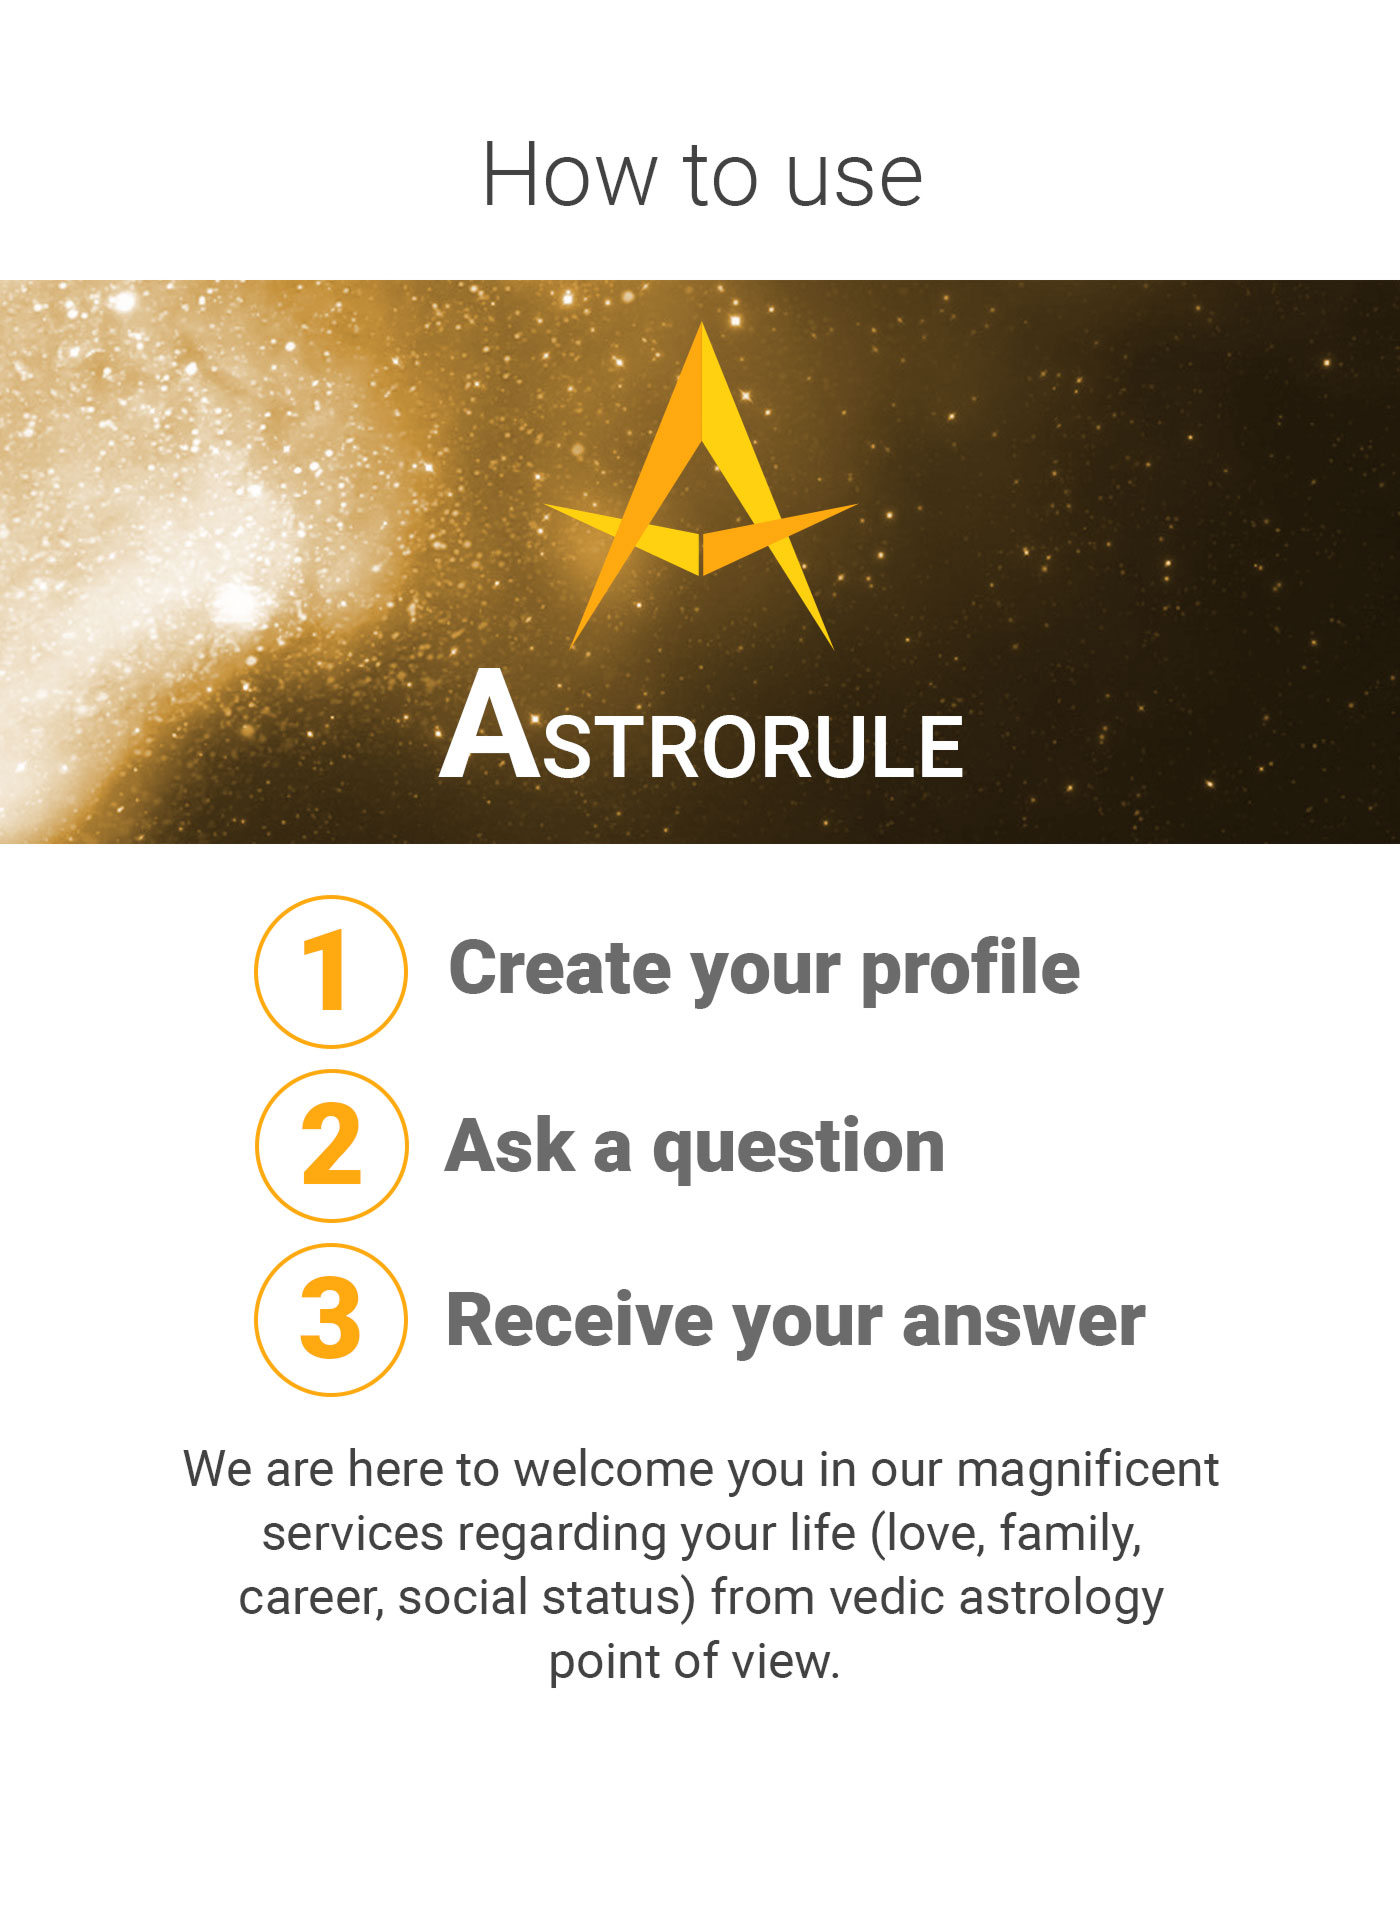 How to use
ASTRORULE
1 Create your profile
2 Ask a question
3 Receive your answer
We are here to welcome you in our magnificent
services regarding your life (love, family,
career, social status) from vedic astrology
point of view.